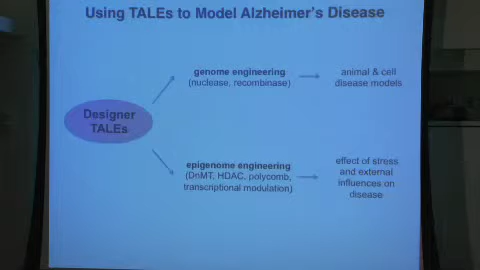 Using TALEs to Model Alzheimer's Disease
genome engineering
(nuclease, recombinase)
animal & cell
disease models
Designer
TALEs
epigenome engineering
(DnMT, HDAC, polycomb,
transcriptional modulation)
effect of stress
and external
influences on
disease